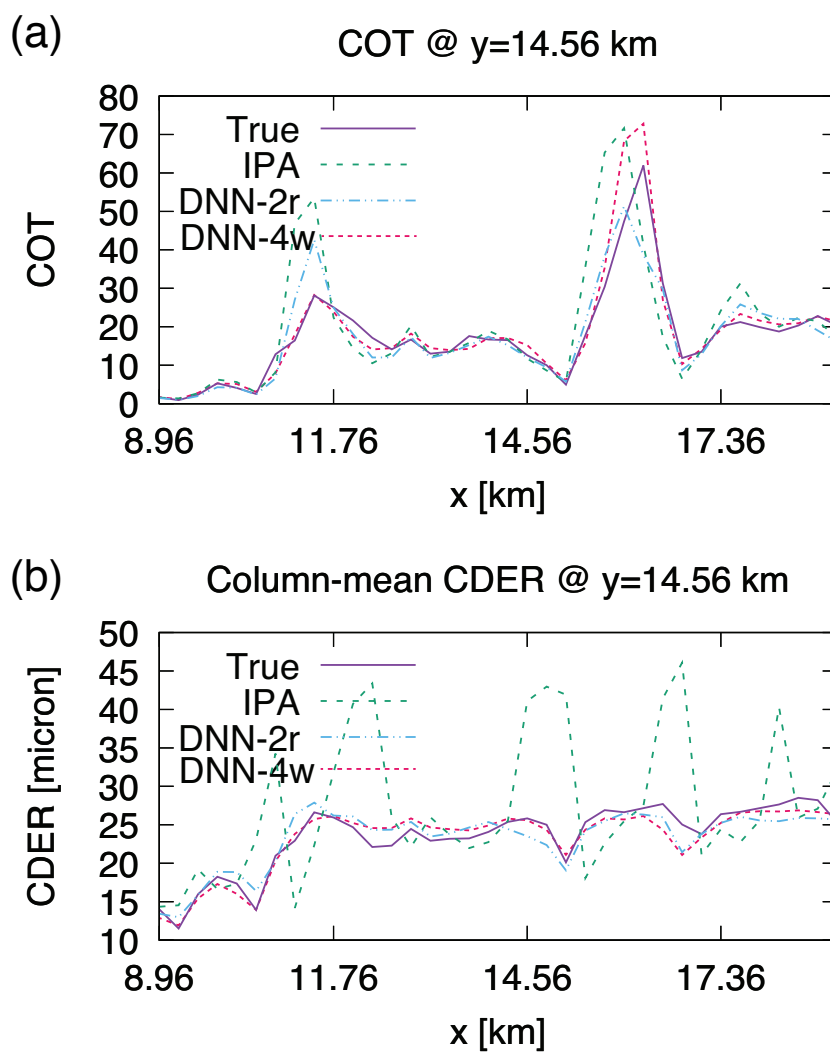 (a)
COT @ y=14.56 km
COT
80
70
60
50
40
30
20
10
0
True
IPA
DNN-2r
DNN-4w
8.96 11.76 14.56 17.36
x [km]
(b)
Column-mean CDER @ y=14.56 km
CDER [micron]
50
45
40
35
30
25
20
15
10
True
IPA
DNN-2r
DNN-4w
8.96 11.76 14.56 17.36
x [km]